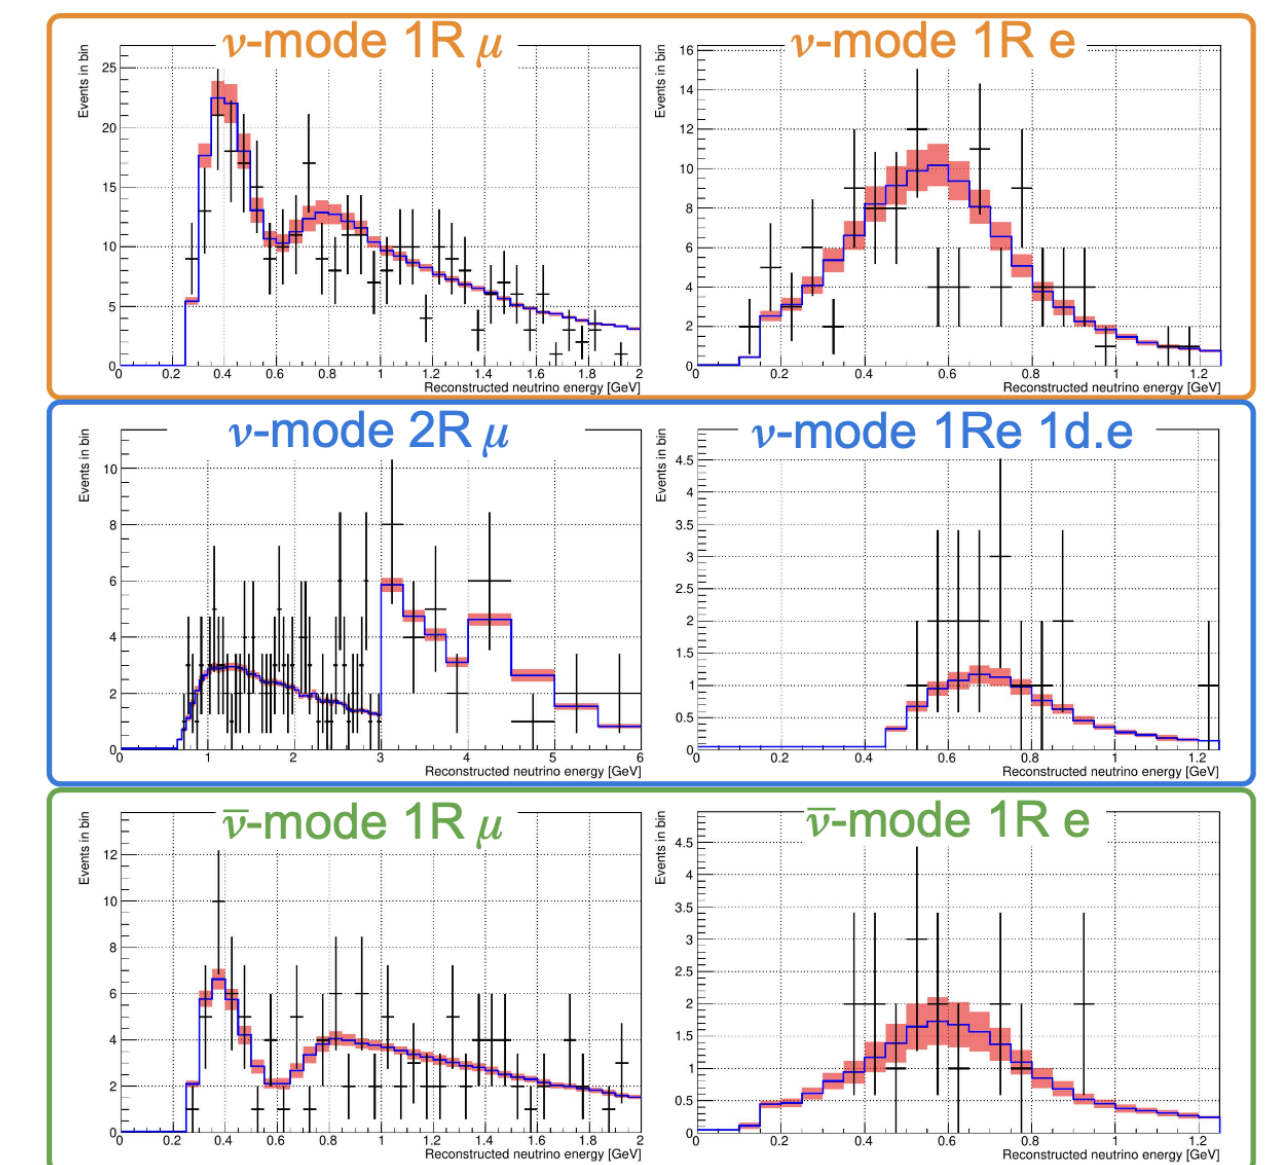 ν-mode 1R μ
Events in bin
25
20
15
10
5
0
0 0.2 0.4 0.6 0.8 1 1.2 1.4 1.6 1.8 2
Reconstructed neutrino energy [GeV]
ν-mode 1R e
Events in bin
16
14
12
10
8
6
4
2
0
0.2 0.4 0.6 0.8 1 1.2
Reconstructed neutrino energy [GeV]
ν-mode 2R μ
Events in bin
10
8
6
4
2
0
0 1 2 3 4 5 6
Reconstructed neutrino energy [GeV]
ν-mode 1Re 1d.e
Events in bin
4.5
4
3.5
3
2.5
2
1.5
1
0.5
0
0 0.2 0.4 0.6 0.8 1 1.2
Reconstructed neutrino energy [GeV]
ν̅-mode 1R μ
Events in bin
12
10
8
6
4
2
0
0 0.2 0.4 0.6 0.8 1 1.2 1.4 1.6 1.8 2
Reconstructed neutrino energy [GeV]
ν̅-mode 1R e
Events in bin
4.5
4
3.5
3
2.5
2
1.5
1
0.5
0
0 0.2 0.4 0.6 0.8 1 1.2
Reconstructed neutrino energy [GeV]